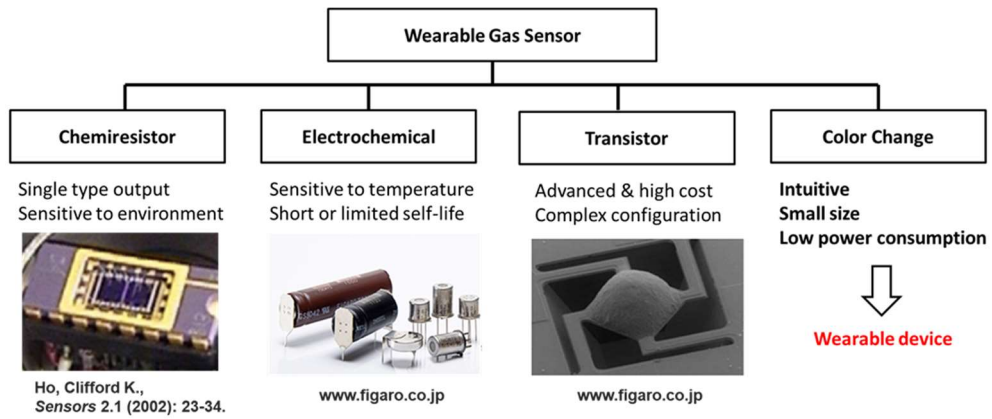 Wearable Gas Sensor
Chemiresistor
Single type output
Sensitive to environment
Ho, Clifford K.,
Sensors 2.1 (2002): 23-34.
Electrochemical
Sensitive to temperature
Short or limited self-life
www.figaro.co.jp
Transistor
Advanced & high cost
Complex configuration
www.figaro.co.jp
Color Change
Intuitive
Small size
Low power consumption
Wearable device